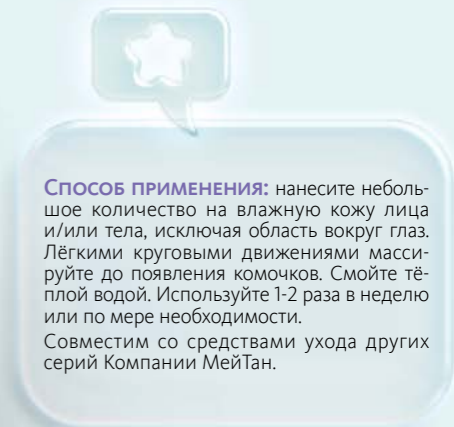 СПОСОБ ПРИМЕНЕНИЯ: нанесите неболь-
шое количество на влажную кожу лица
и/или тела, исключая область вокруг глаз.
Лёгкими круговыми движениями масси-
руйте до появления комочков. Смойте тё-
плой водой. Используйте 1-2 раза в неделю
или по мере необходимости.
Совместим со средствами ухода других
серий Компании МейТан.